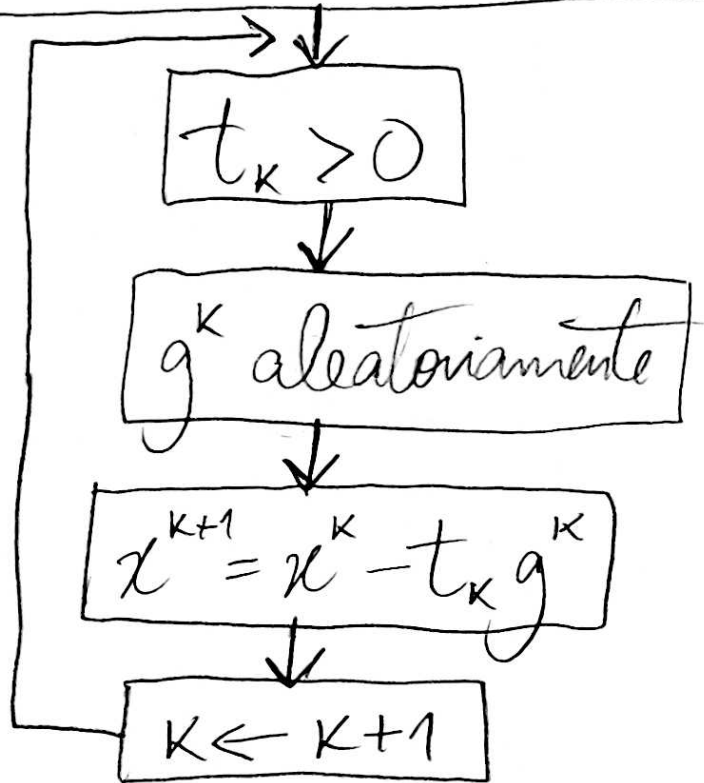 t_K > 0
g^K aleatoriamente
x^{K+1} = x^K - t_K g^K
K ← K+1